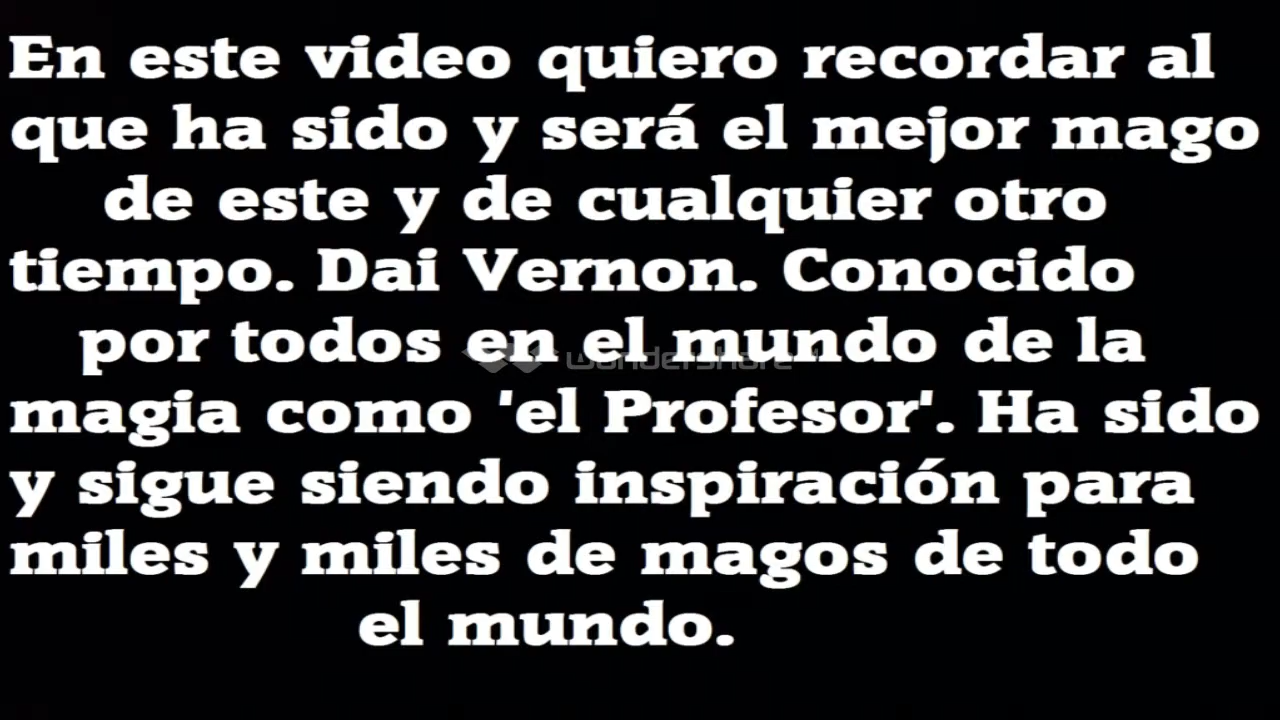 En este video quiero recordar al
que ha sido y será el mejor mago
de este y de cualquier otro
tiempo. Dai Vernon. Conocido
por todos en el mundo de la
wondershare
magia como 'el Profesor'. Ha sido
y sigue siendo inspiración para
miles y miles de magos de todo
el mundo.